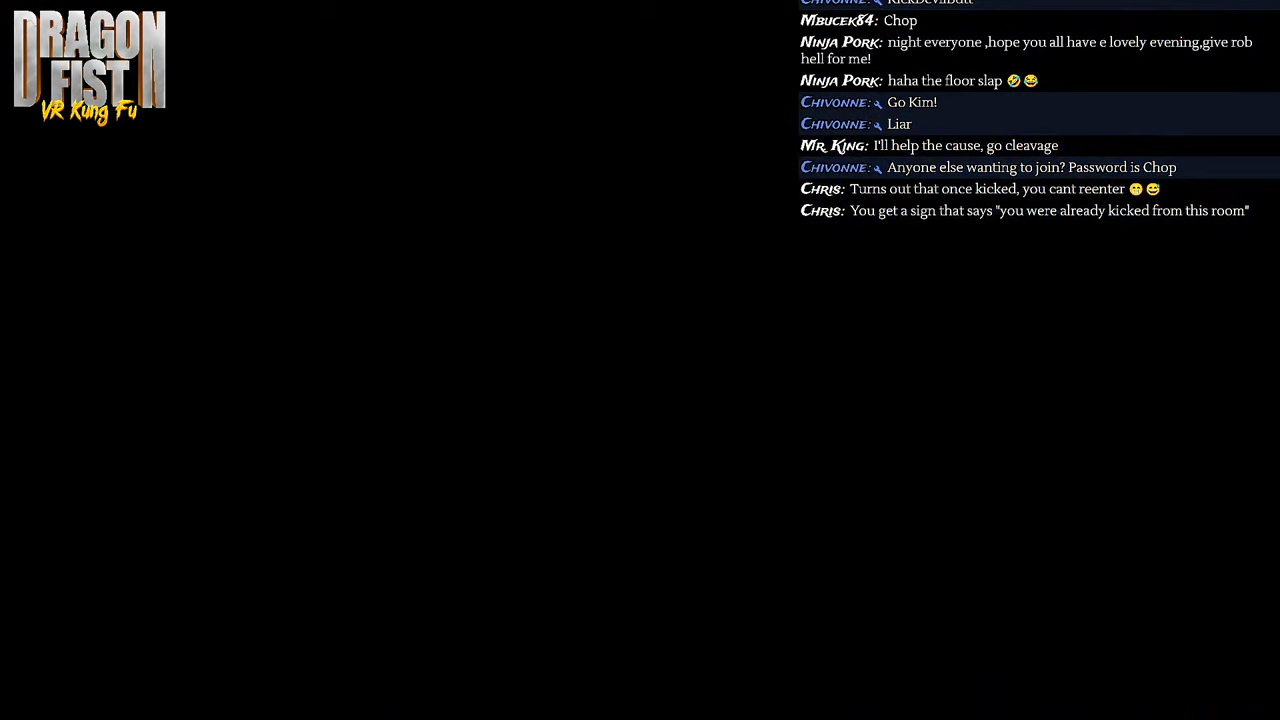 DRAGON
FIST
VR Kung Fu
CHIVONNE: KickDevilButt
MBUCEK84: Chop
NINJA PORK: night everyone ,hope you all have e lovely evening,give rob
hell for me!
NINJA PORK: haha the floor slap 🤣😂
CHIVONNE: Go Kim!
CHIVONNE: Liar
MR KING: I'll help the cause, go cleavage
CHIVONNE: Anyone else wanting to join? Password is Chop
CHRIS: Turns out that once kicked, you cant reenter 😁😅
CHRIS: You get a sign that says "you were already kicked from this room"